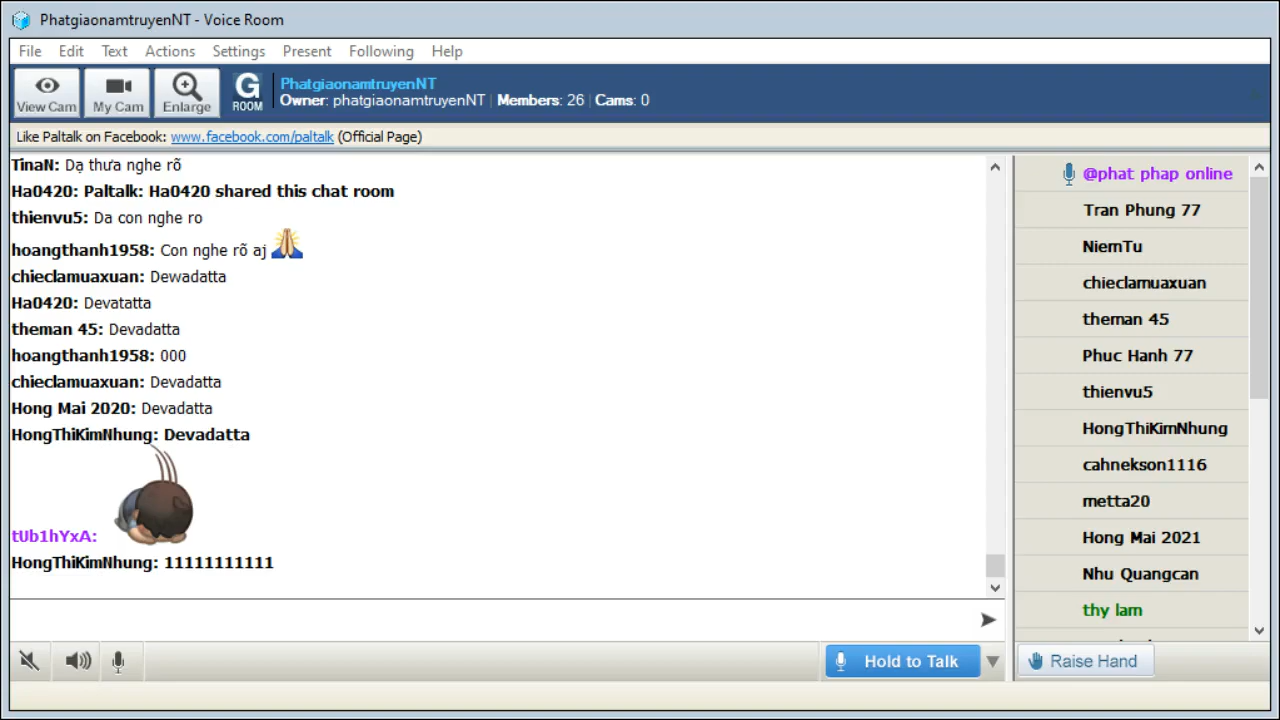 PhatgiaonamtruyenNT - Voice Room
File Edit Text Actions Settings Present Following Help
View Cam My Cam Enlarge G ROOM
PhatgiaonamtruyenNT
Owner: phatgiaonamtruyenNT | Members: 26 | Cams: 0
Like Paltalk on Facebook: www.facebook.com/paltalk (Official Page)
TinaN: Dạ thưa nghe rõ
Ha0420: Paltalk: Ha0420 shared this chat room
thienvu5: Da con nghe ro
hoangthanh1958: Con nghe rõ aj
chieclamuaxuan: Dewadatta
Ha0420: Devatatta
theman 45: Devadatta
hoangthanh1958: 000
chieclamuaxuan: Devadatta
Hong Mai 2020: Devadatta
HongThiKimNhung: Devadatta
tUb1hYxA:
HongThiKimNhung: 11111111111
@phat phap online
Tran Phung 77
NiemTu
chieclamuaxuan
theman 45
Phuc Hanh 77
thienvu5
HongThiKimNhung
cahnekson1116
metta20
Hong Mai 2021
Nhu Quangcan
thy lam
Hold to Talk
Raise Hand